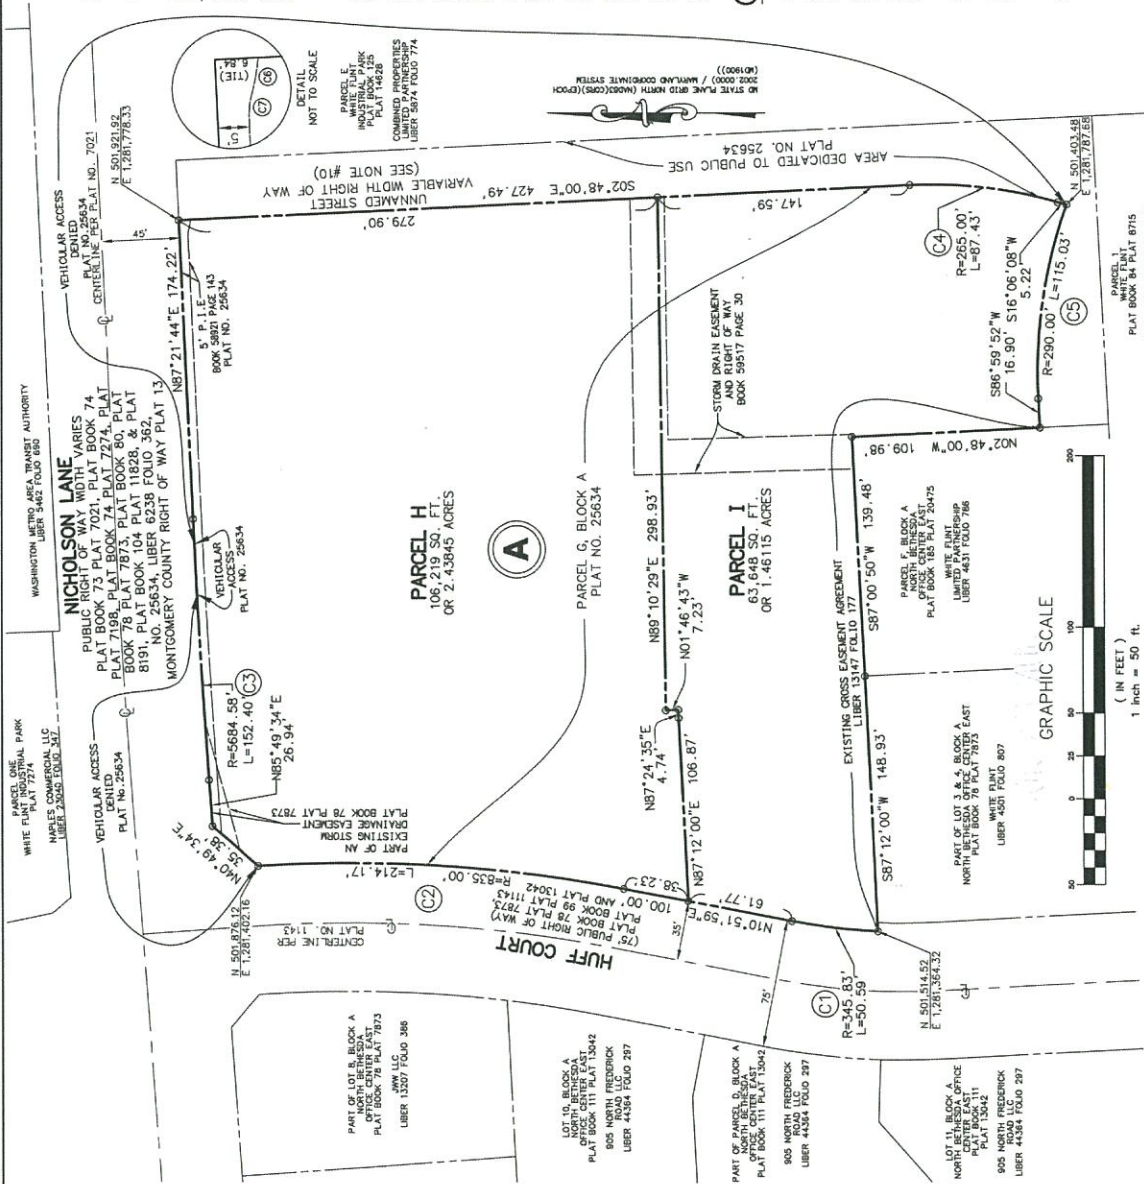 PARCEL ONE
WHITE FLINT INDUSTRIAL PARK
PLAT 7274
NAPLES COMMERCIAL LLC
LIBER 23040 FOLIO 347
WASHINGTON METRO AREA TRANSIT AUTHORITY
LIBER 5462 FOLIO 690
NICHOLSON LANE
PUBLIC RIGHT OF WAY WIDTH VARIES
PLAT BOOK 73 PLAT 7021, PLAT BOOK 74
PLAT 7198, PLAT BOOK 74 PLAT 7274, PLAT
BOOK 78 PLAT 7873, PLAT BOOK 80, PLAT
8191, PLAT BOOK 104 PLAT 11828, & PLAT
NO. 25634, LIBER 6238 FOLIO 362,
MONTGOMERY COUNTY RIGHT OF WAY PLAT 13
VEHICULAR ACCESS
DENIED
PLAT No.25634
VEHICULAR ACCESS
DENIED
PLAT NO.25634
CENTERLINE PER PLAT NO. 7021
45'
N 501,921.92
E 1,281,778.33
5'
(TIE)
6.84'
C7
C6
DETAIL
NOT TO SCALE
PARCEL E
WHITE FLINT
INDUSTRIAL PARK
PLAT BOOK 125
PLAT 14628
COMBINED PROPERTIES
LIMITED PARTNERSHIP
LIBER 5874 FOLIO 774
MD STATE PLANE GRID NORTH (NAD83(CORS)(EPOCH
2002.0000) / MARYLAND COORDINATE SYSTEM
(MD1900))
N87°21'44"E 174.22'
5' P.I.E.
BOOK 58921 PAGE 143
PLAT NO. 25634
VEHICULAR
ACCESS
PLAT NO. 25634
R=5684.58'
L=152.40'
C3
N85°49'34"E
26.94'
N40°49'34"E
35.38'
N 501,876.12
E 1,281,402.16
PART OF AN
EXISTING STORM
DRAINAGE EASEMENT
PLAT BOOK 78 PLAT 7873
UNNAMED STREET
VARIABLE WIDTH RIGHT OF WAY
(SEE NOTE #10)
279.90'
S02°48'00"E 427.49'
AREA DEDICATED TO PUBLIC USE
PLAT NO. 25634
147.59'
PARCEL H
106,219 SQ. FT.
OR 2.43845 ACRES
A
PARCEL G, BLOCK A
PLAT NO. 25634
C4
R=265.00'
L=87.43'
N 501,403.48
E 1,281,787.68
S16°06'08"W
5.22'
R=290.00' L=115.03'
C5
S86°59'52"W
16.90'
PARCEL 1
WHITE FLINT
PLAT BOOK 84 PLAT 8715
STORM DRAIN EASEMENT
AND RIGHT OF WAY
BOOK 59517 PAGE 30
N89°10'29"E 298.93'
N01°46'43"W
7.23'
N87°24'35"E
4.74'
N87°12'00"E 106.87'
PARCEL I
63,648 SQ. FT.
OR 1.46115 ACRES
N02°48'00"W 109.98'
EXISTING CROSS EASEMENT AGREEMENT
LIBER 13147 FOLIO 177
S87°00'50"W 139.48'
S87°12'00"W 148.93'
PARCEL F, BLOCK A
NORTH BETHESDA
OFFICE CENTER EAST
PLAT BOOK 185 PLAT 20475
WHITE FLINT
LIMITED PARTNERSHIP
LIBER 4631 FOLIO 786
PART OF LOT 3 & 4, BLOCK A
NORTH BETHESDA OFFICE CENTER EAST
PLAT BOOK 78 PLAT 7873
WHITE FLINT
LIBER 4501 FOLIO 807
L=214.17' R=835.00'
C2
CENTERLINE PER
PLAT NO. 1143
HUFF COURT
(75' PUBLIC RIGHT OF WAY)
PLAT BOOK 78 PLAT 7873,
PLAT BOOK 99 PLAT 11143
AND PLAT 13042
100.00'
38.23'
61.77'
N10°51'59"E
35'
75'
C1
R=345.83'
L=50.59'
N 501,514.52
E 1,281,364.32
PART OF LOT 8, BLOCK A
NORTH BETHESDA
OFFICE CENTER EAST
PLAT BOOK 78 PLAT 7873
JWW LLC
LIBER 13207 FOLIO 386
LOT 10, BLOCK A
NORTH BETHESDA
OFFICE CENTER EAST
PLAT BOOK 111 PLAT 13042
905 NORTH FREDERICK
ROAD LLC
LIBER 44364 FOLIO 297
PART OF PARCEL D, BLOCK A
NORTH BETHESDA
OFFICE CENTER EAST
PLAT BOOK 111 PLAT 13042
905 NORTH FREDERICK
ROAD LLC
LIBER 44364 FOLIO 297
LOT 11, BLOCK A
NORTH BETHESDA OFFICE
CENTER EAST
PLAT BOOK 111
PLAT 13042
905 NORTH FREDERICK
ROAD LLC
LIBER 44364 FOLIO 297
GRAPHIC SCALE
50 0 25 50 100 200
( IN FEET )
1 inch = 50 ft.